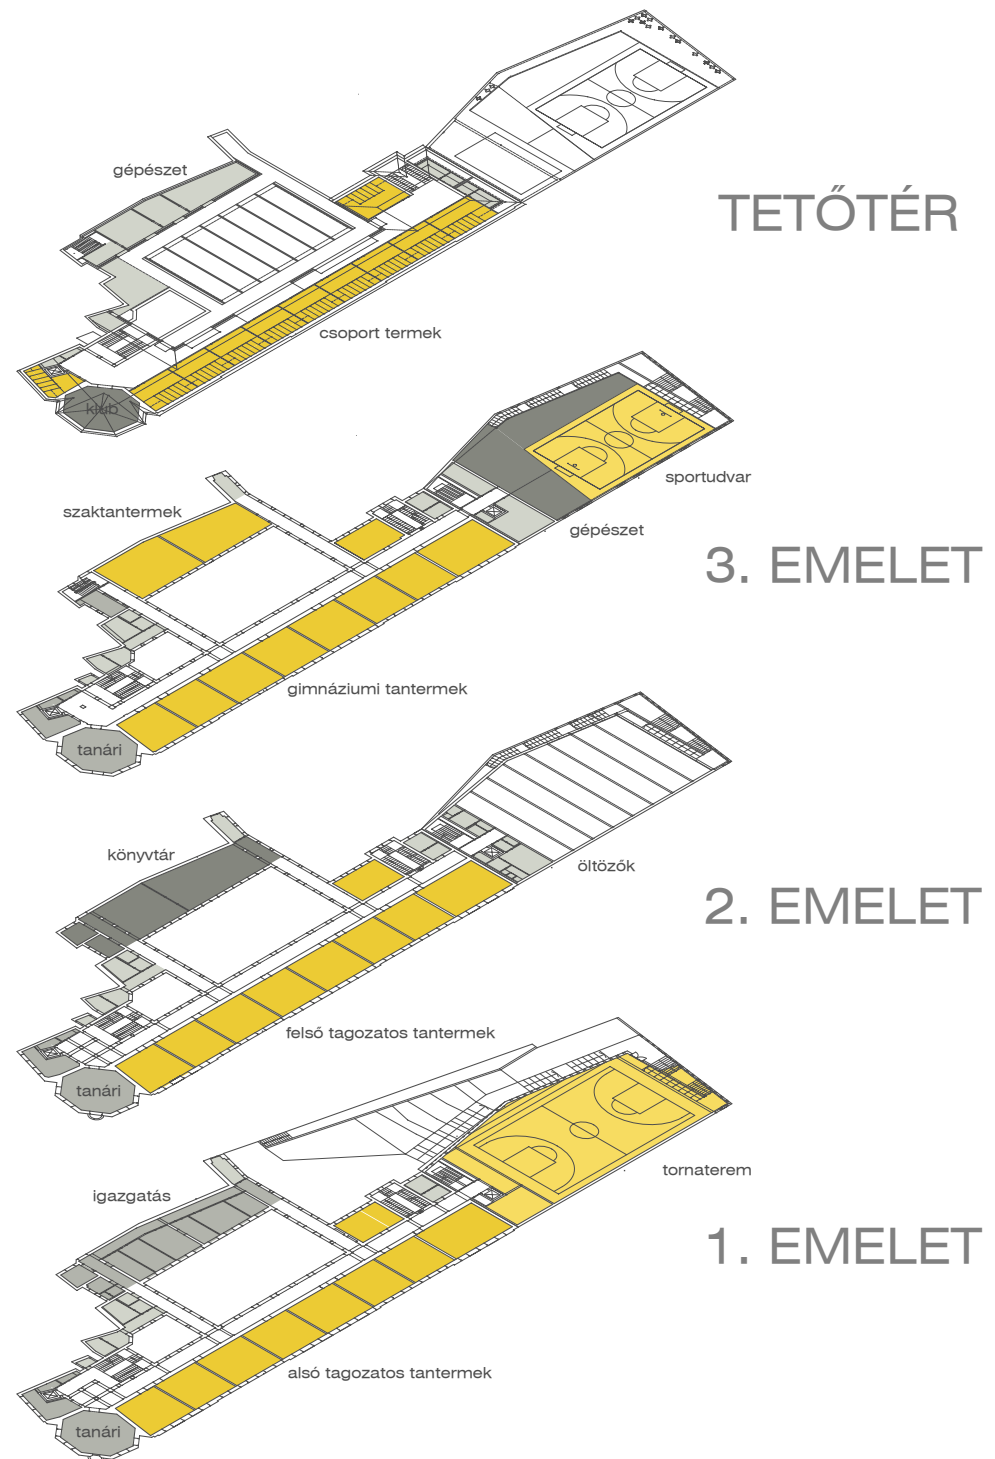 gépészet
TETŐTÉR
csoport termek
klub
sportudvar
szaktantermek
gépészet
3. EMELET
gimnáziumi tantermek
tanári
könyvtár
öltözők
2. EMELET
felső tagozatos tantermek
tanári
tornaterem
igazgatás
1. EMELET
alsó tagozatos tantermek
tanári